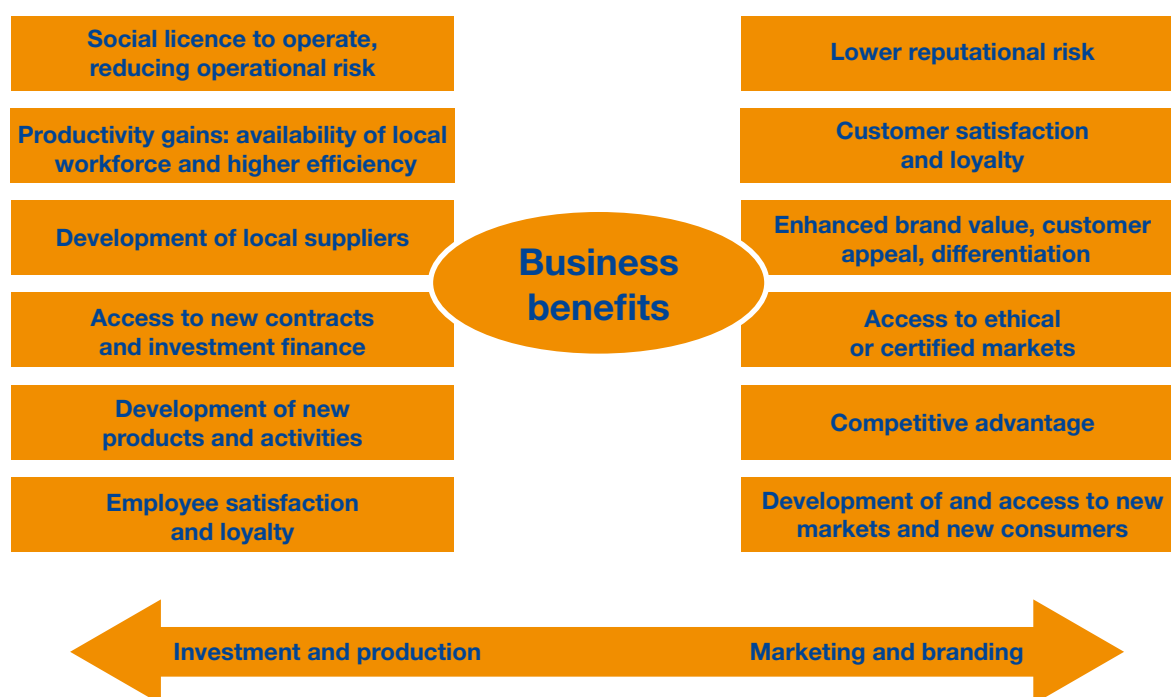 Social licence to operate,
reducing operational risk
Productivity gains: availability of local
workforce and higher efficiency
Development of local suppliers
Access to new contracts
and investment finance
Development of new
products and activities
Employee satisfaction
and loyalty
Business
benefits
Lower reputational risk
Customer satisfaction
and loyalty
Enhanced brand value, customer
appeal, differentiation
Access to ethical
or certified markets
Competitive advantage
Development of and access to new
markets and new consumers
Investment and production
Marketing and branding